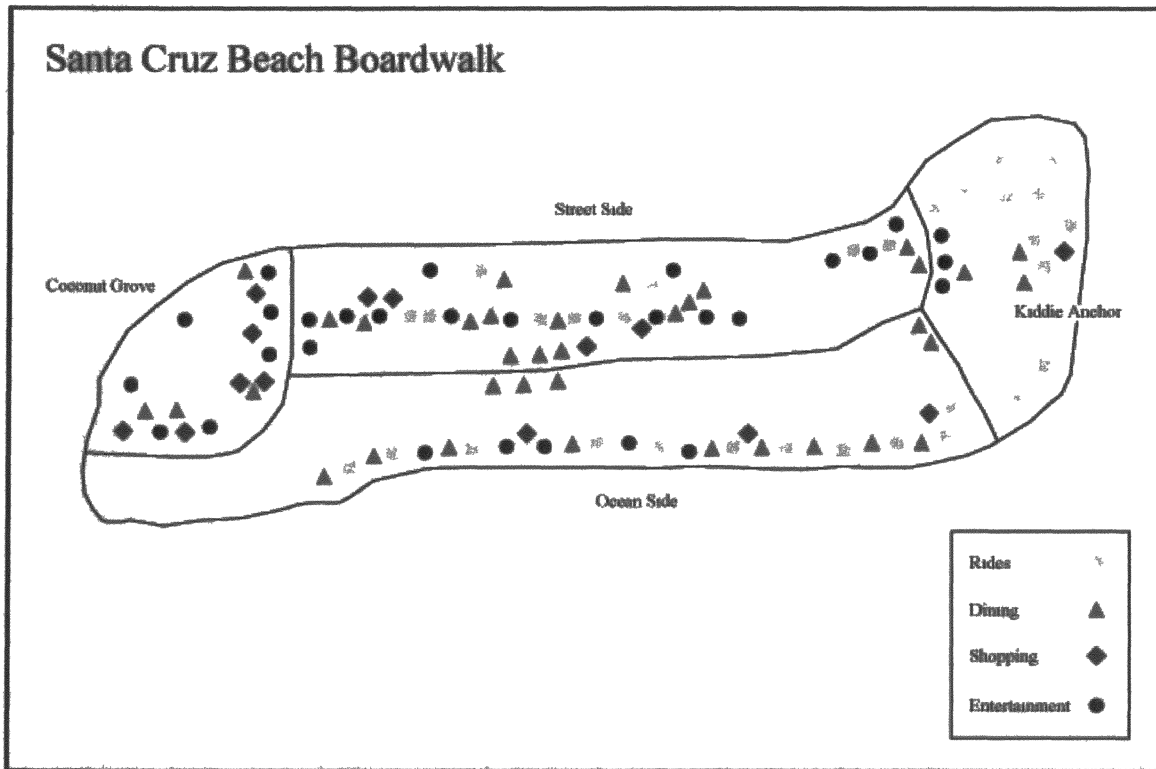 Santa Cruz Beach Boardwalk
Street Side
Coconut Grove
Kiddie Anchor
Ocean Side
Rides
Dining
Shopping
Entertainment